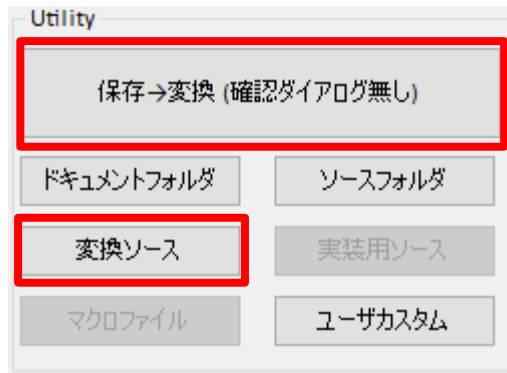 Utility
保存→変換 (確認ダイアログ無し)
ドキュメントフォルダ ソースフォルダ
変換ソース 実装用ソース
マクロファイル ユーザカスタム